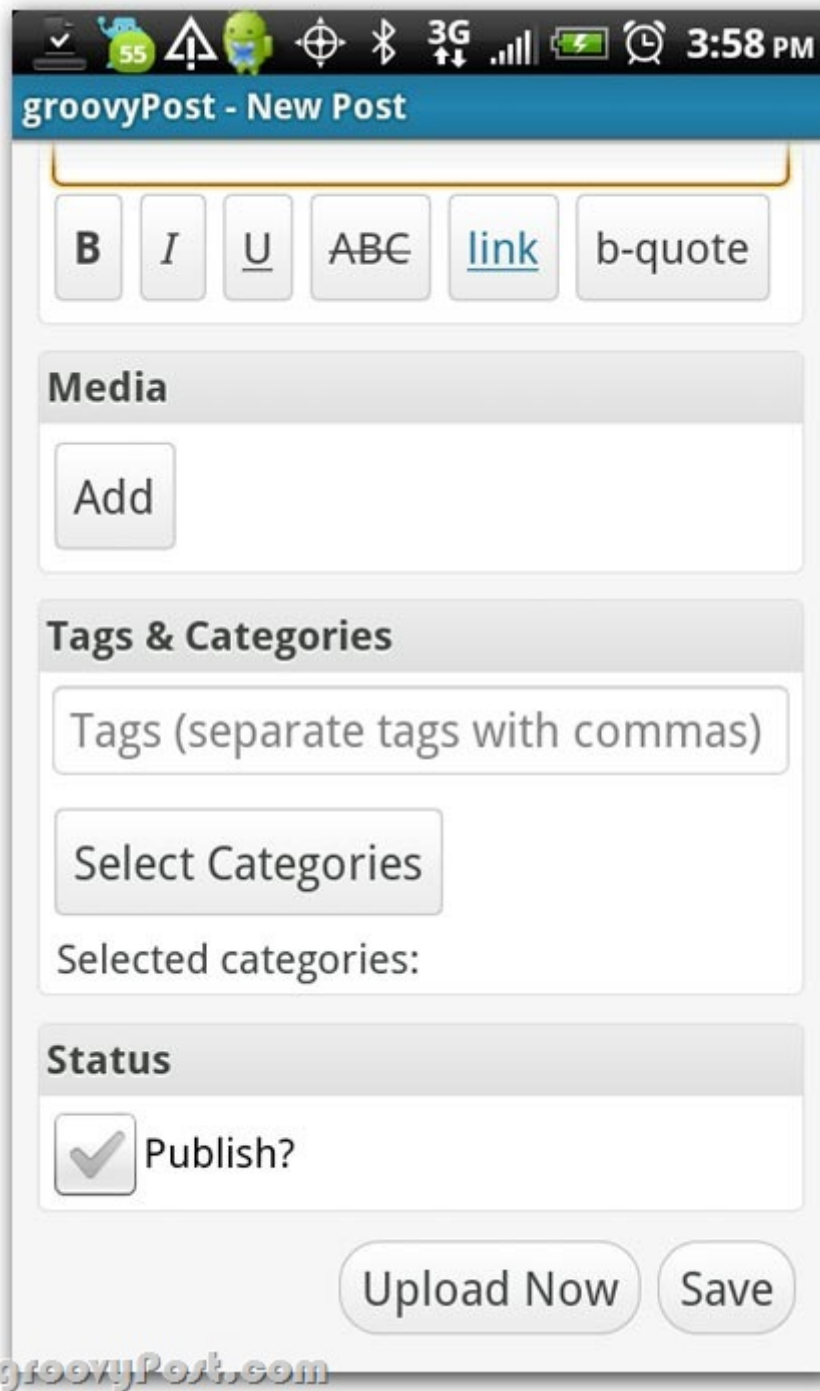 55 3G 3:58 PM
groovyPost - New Post
B I U ABC link b-quote
Media
Add
Tags & Categories
Tags (separate tags with commas)
Select Categories
Selected categories:
Status
Publish?
Upload Now Save
groovyPost.com